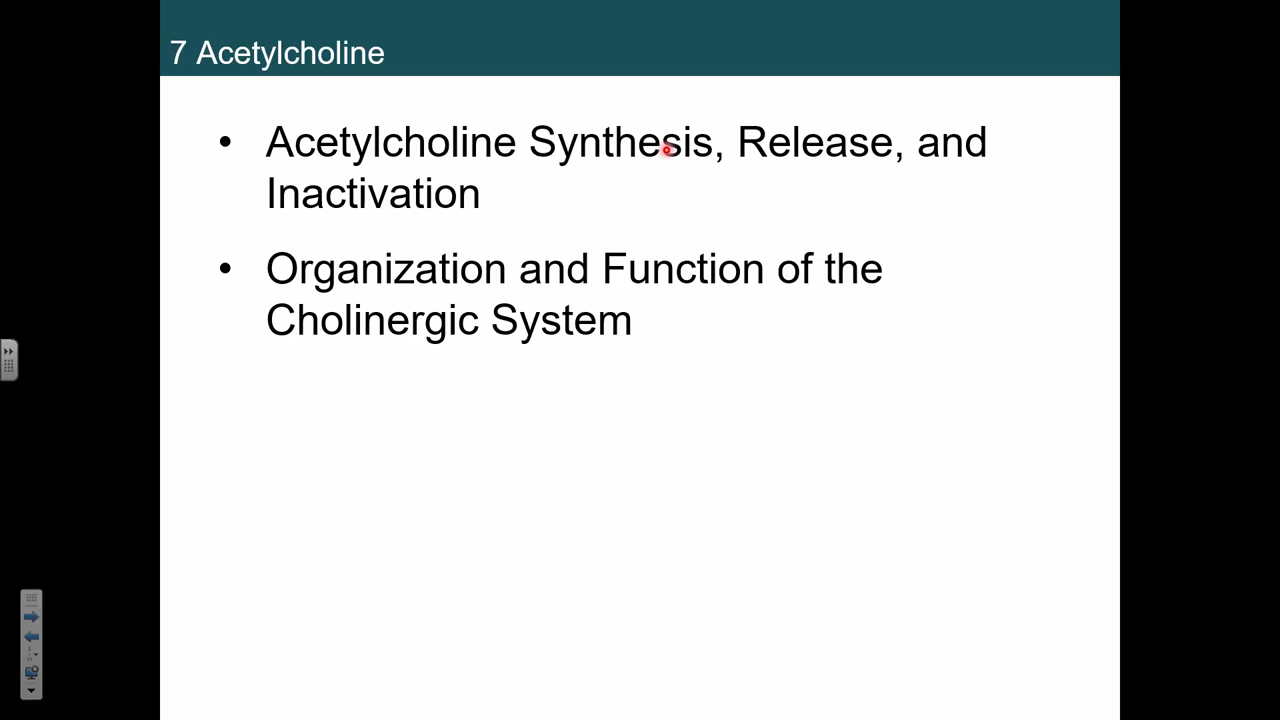 7 Acetylcholine
• Acetylcholine Synthesis, Release, and
Inactivation
• Organization and Function of the
Cholinergic System